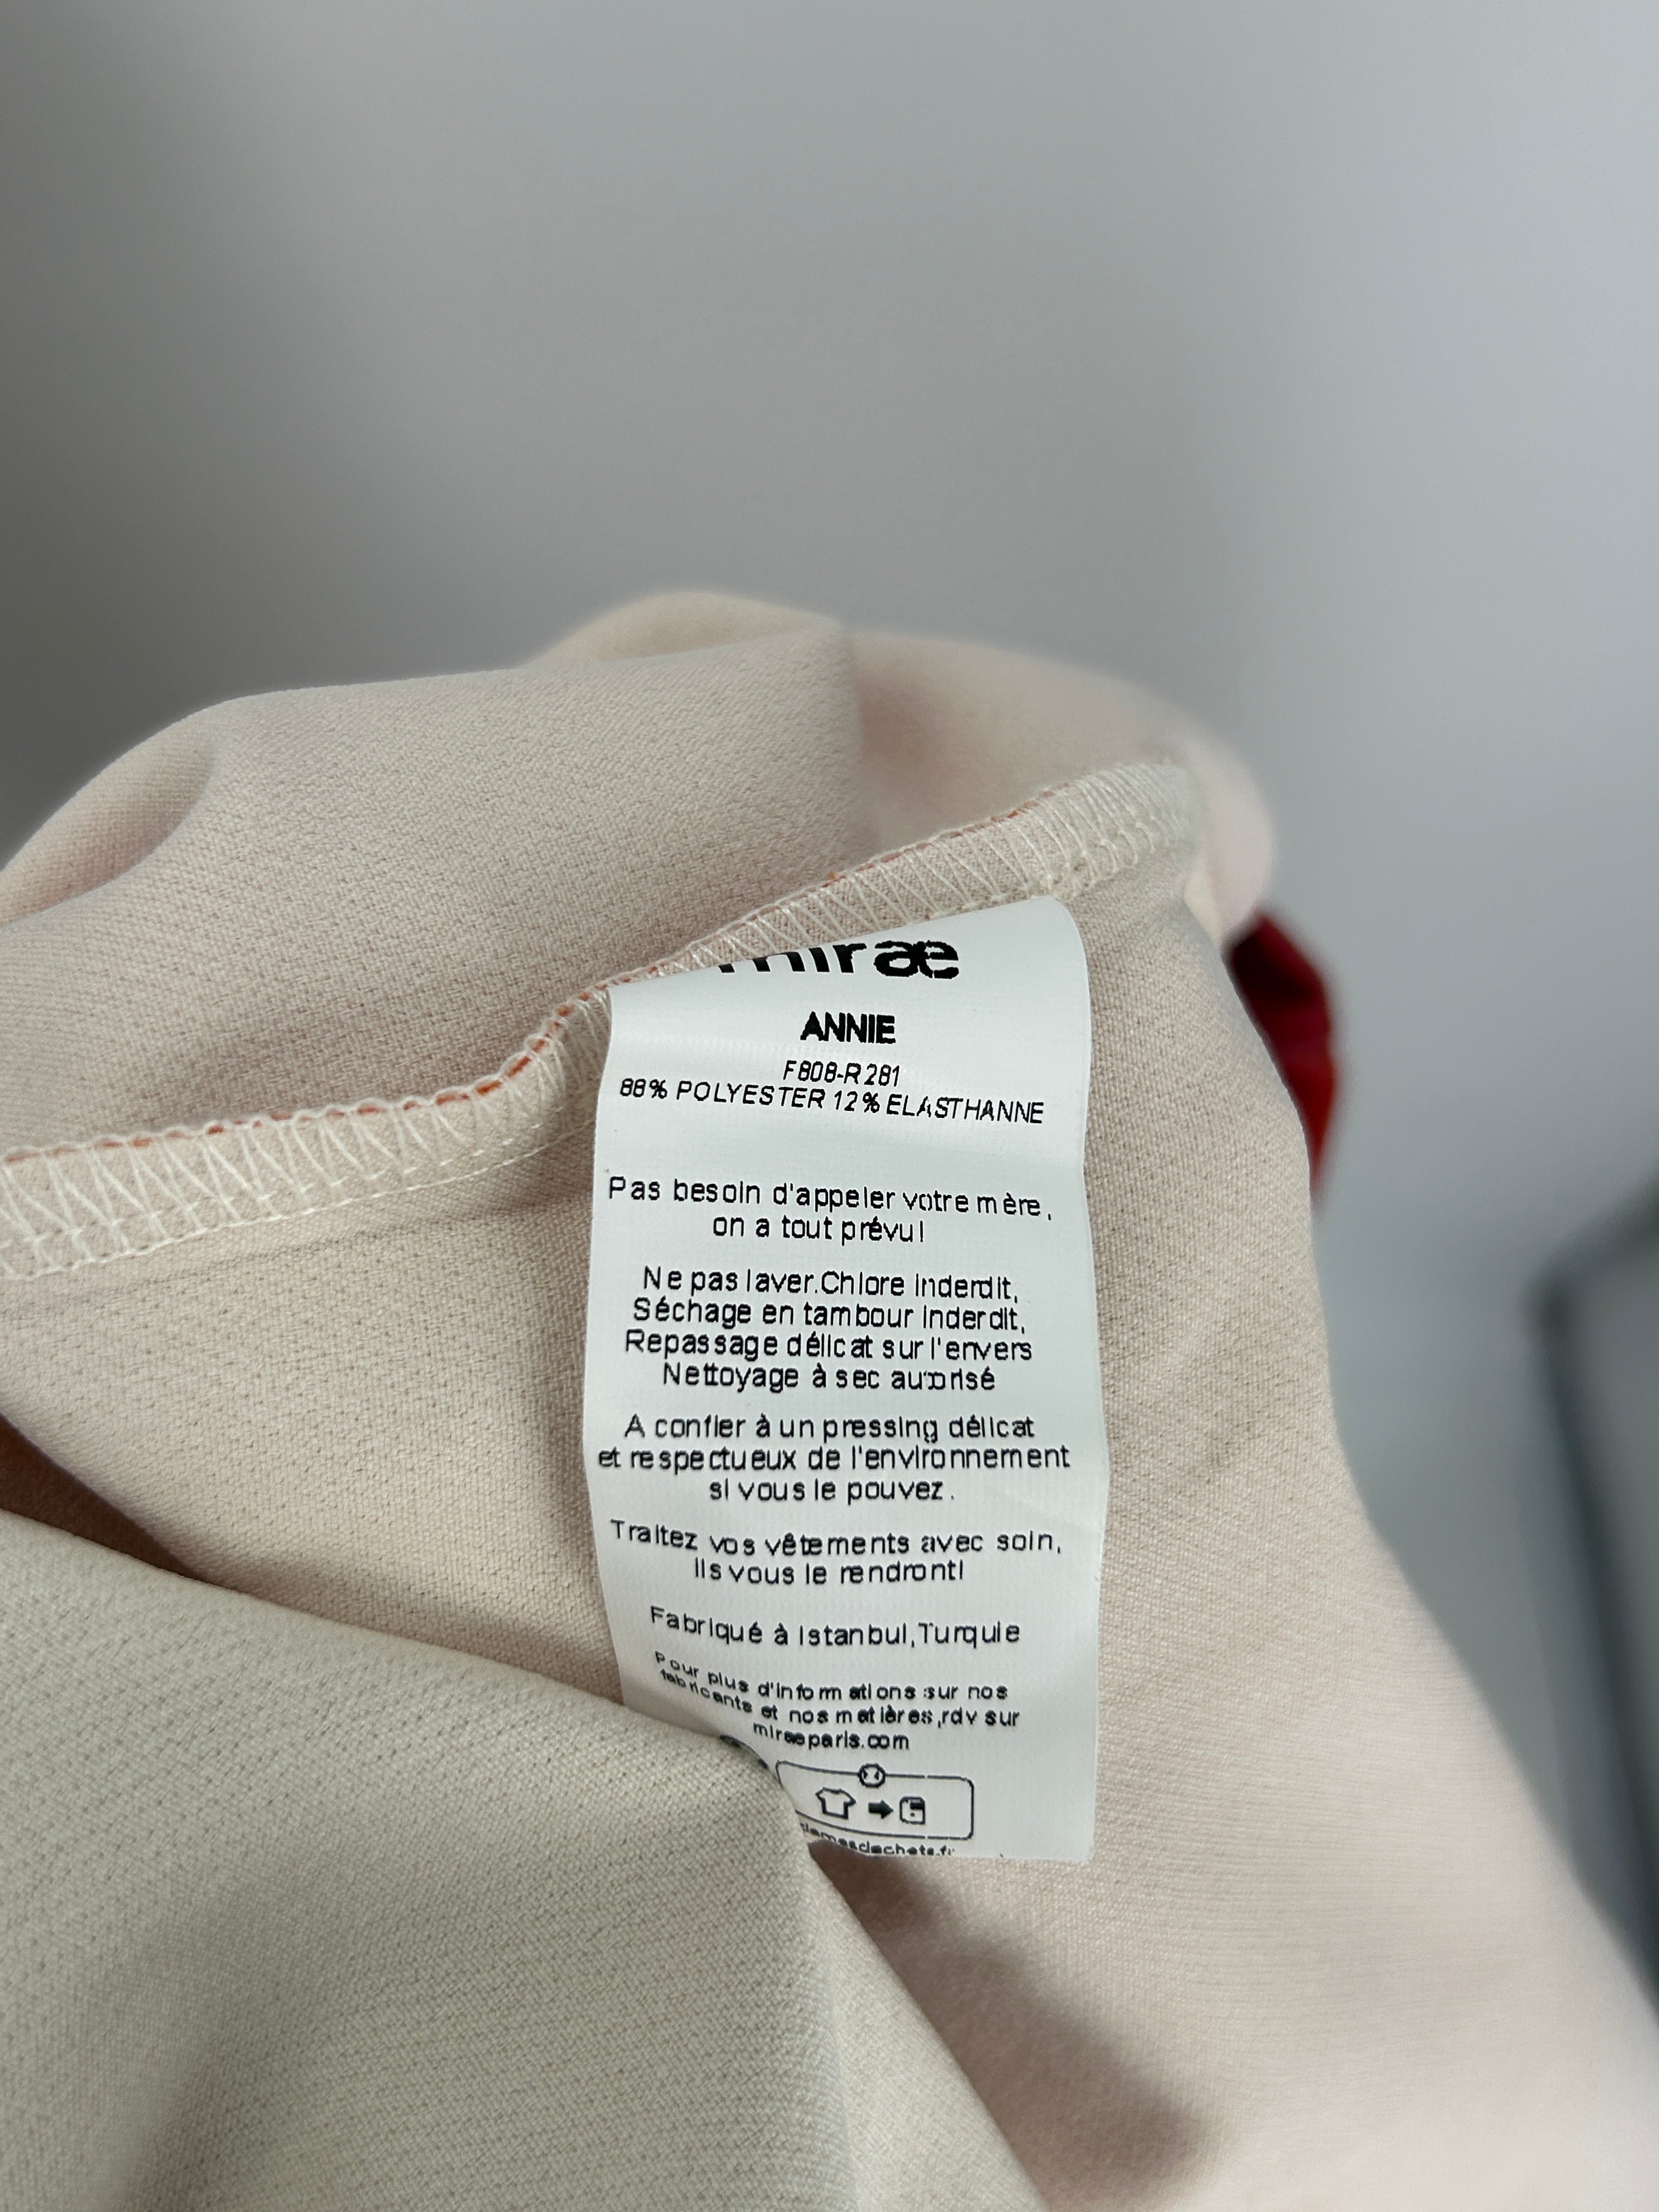 miræ
ANNIE
F808-R281
88% POLYESTER 12% ELASTHANNE
Pas besoin d'appeler votre mère,
on a tout prévu!
Ne pas laver.Chlore inderdit,
Séchage en tambour inderdit,
Repassage délicat sur l'envers
Nettoyage à sec autorisé
A confier à un pressing délicat
et respectueux de l'environnement
si vous le pouvez.
Traitez vos vêtements avec soin,
ils vous le rendront!
Fabriqué à Istanbul,Turquie
Pour plus d'informations sur nos
fabricants et nos matières,rdv sur
miraeparis.com